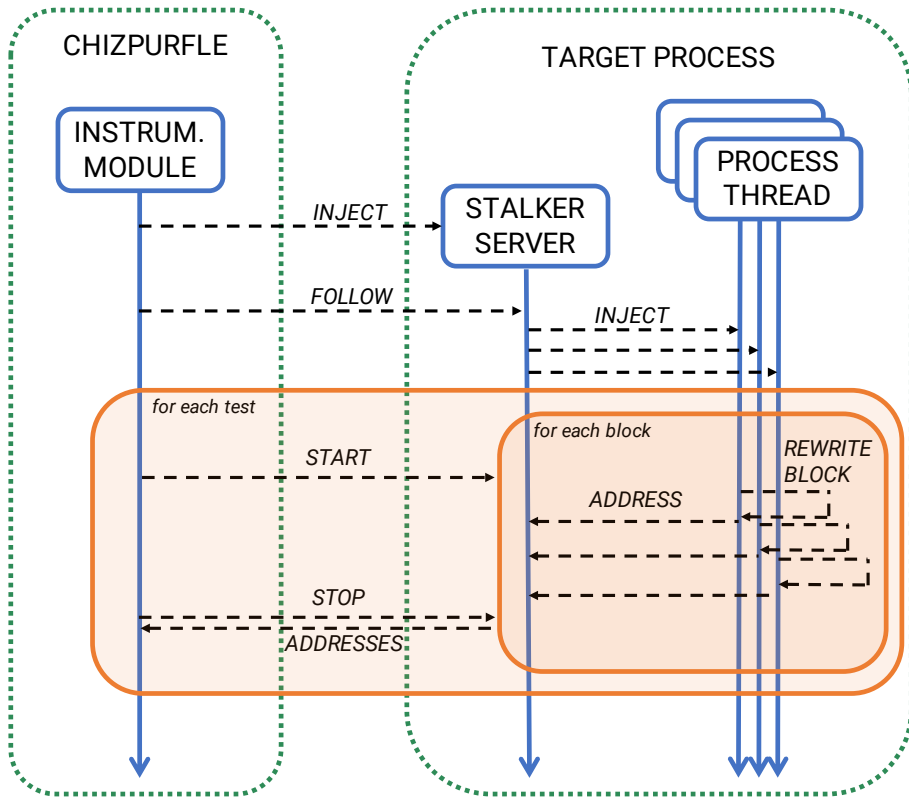 CHIZPURFLE
TARGET PROCESS
INSTRUM.
MODULE
PROCESS
THREAD
STALKER
SERVER
INJECT
FOLLOW
INJECT
for each test
for each block
REWRITE
BLOCK
START
ADDRESS
STOP
ADDRESSES